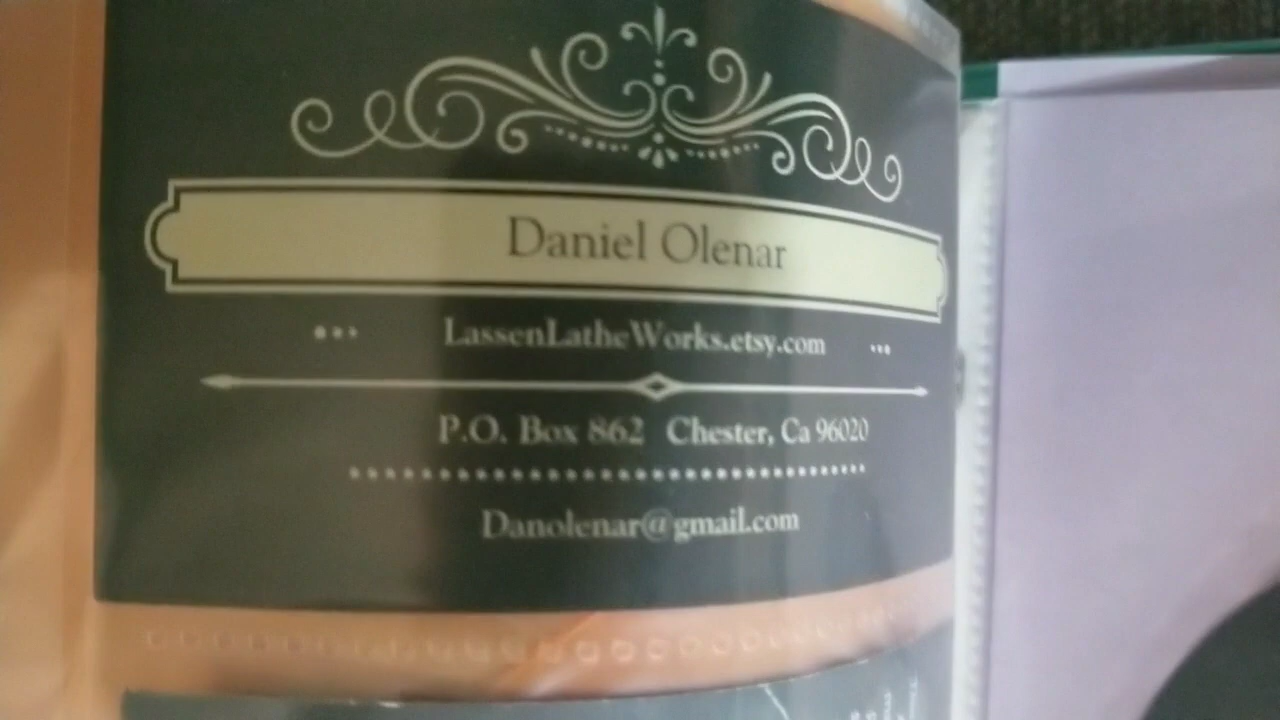 Daniel Olenar
LassenLatheWorks.etsy.com
P.O. Box 862 Chester, Ca 96020
Danolenar@gmail.com